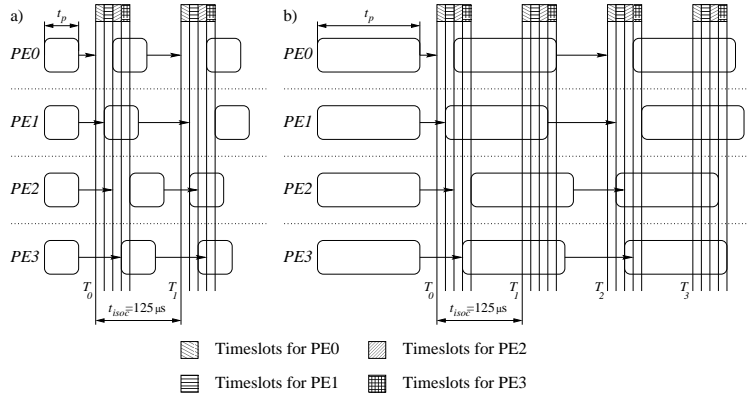 a)
t_p
b)
t_p
PE0
PE1
PE2
PE3
T_0
T_1
T_0
T_1
T_2
T_3
t_isoc=125 μs
t_isoc=125 μs
Timeslots for PE0
Timeslots for PE2
Timeslots for PE1
Timeslots for PE3
PE0
PE1
PE2
PE3